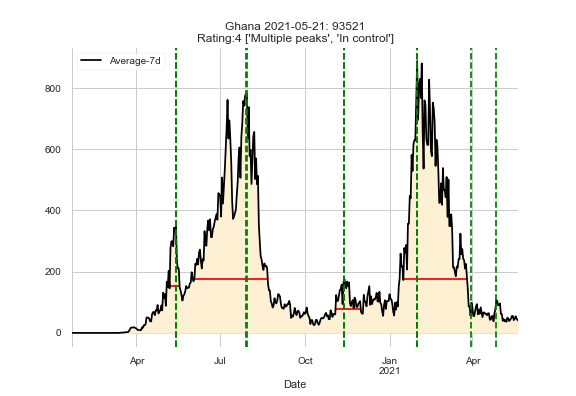 Ghana 2021-05-21: 93521
Rating:4 ['Multiple peaks', 'In control']
Average-7d
800
600
400
200
0
Apr
Jul
Oct
Jan
2021
Apr
Date